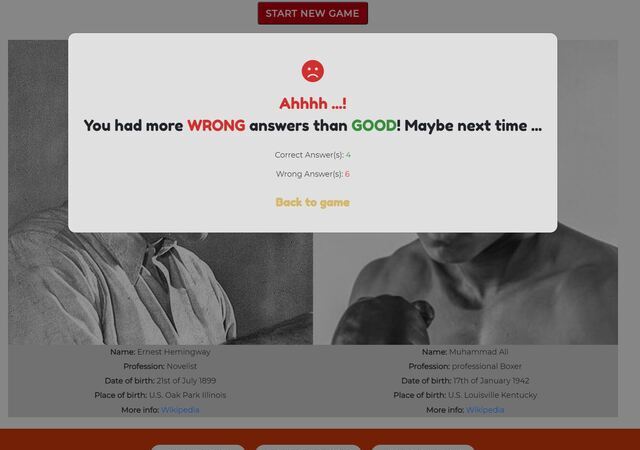 START NEW GAME
Ahhhh ...!
You had more WRONG answers than GOOD! Maybe next time ...
Correct Answer(s): 4
Wrong Answer(s): 6
Back to game
Name: Ernest Hemingway
Profession: Novelist
Date of birth: 21st of July 1899
Place of birth: U.S. Oak Park Illinois
More info: Wikipedia
Name: Muhammad Ali
Profession: professional Boxer
Date of birth: 17th of January 1942
Place of birth: U.S. Louisville Kentucky
More info: Wikipedia